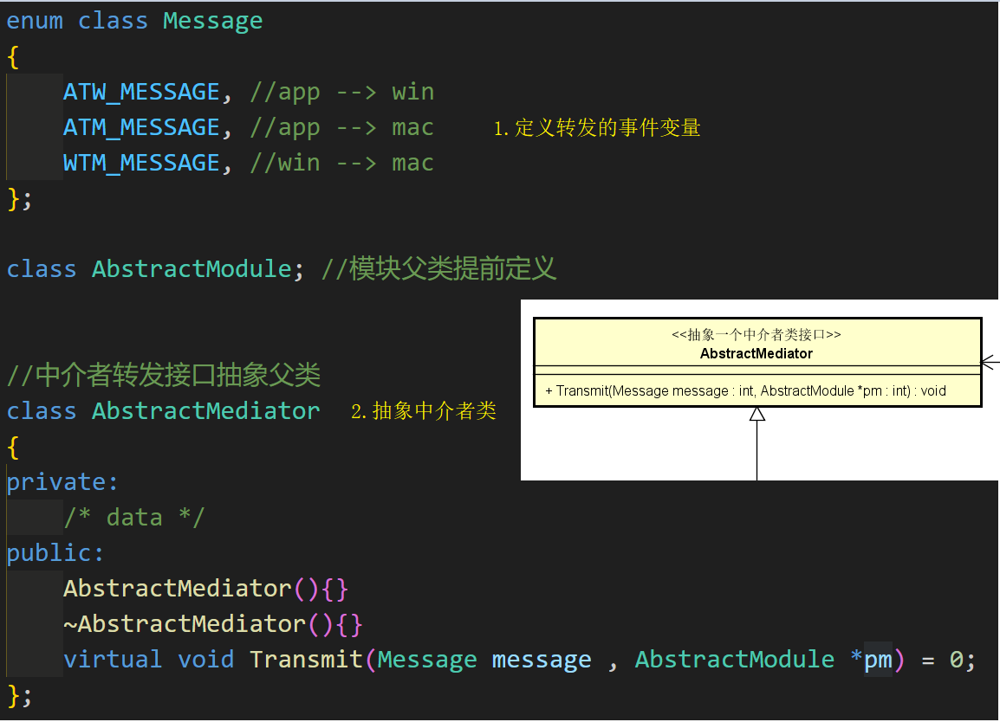 enum class Message
{
ATW_MESSAGE, //app --> win
ATM_MESSAGE, //app --> mac
1.定义转发的事件变量
WTM_MESSAGE, //win --> mac
};
class AbstractModule; //模块父类提前定义
<<抽象一个中介者类接口>>
AbstractMediator
+ Transmit(Message message : int, AbstractModule *pm : int) : void
//中介者转发接口抽象父类
class AbstractMediator
2.抽象中介者类
{
private:
/* data */
public:
AbstractMediator(){}
~AbstractMediator(){}
virtual void Transmit(Message message , AbstractModule *pm) = 0;
};